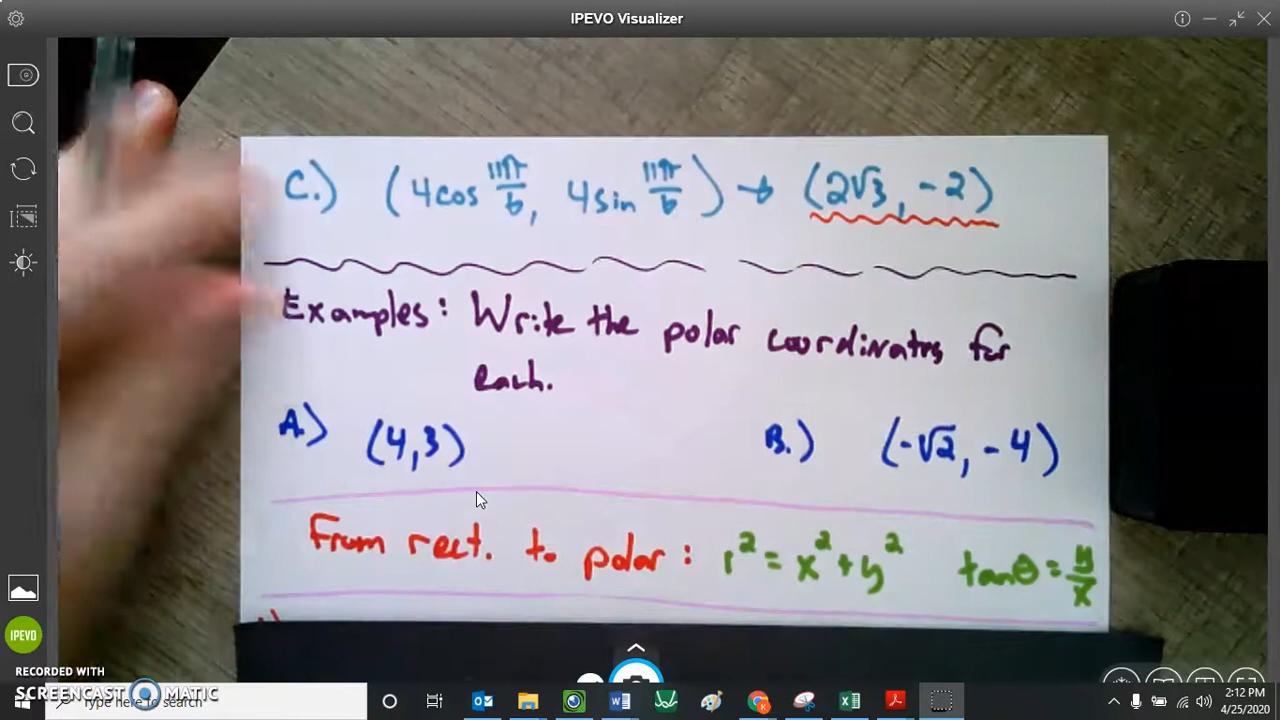 IPEVO Visualizer
C.) (4cos 11π/6, 4sin 11π/6) → (2√3, -2)
Examples: Write the polar coordinates for
each.
A.) (4,3) B.) (-√2, -4)
From rect. to polar: r² = x² + y² tanθ = y/x
IPEVO
RECORDED WITH
SCREENCAST MATIC
Type here to search
2:12 PM
4/25/2020